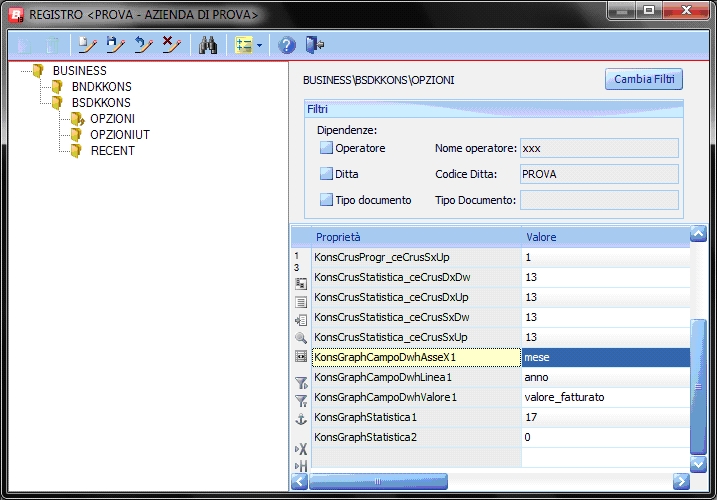 REGISTRO <PROVA - AZIENDA DI PROVA>
BUSINESS
BNDKKONS
BSDKKONS
OPZIONI
OPZIONIUT
RECENT
BUSINESS\BSDKKONS\OPZIONI
Cambia Filtri
Filtri
Dipendenze:
Operatore Nome operatore: xxx
Ditta Codice Ditta: PROVA
Tipo documento Tipo Documento:
Proprietà Valore
KonsCrusProgr_ceCrusSxUp 1
KonsCrusStatistica_ceCrusDxDw 13
KonsCrusStatistica_ceCrusDxUp 13
KonsCrusStatistica_ceCrusSxDw 13
KonsCrusStatistica_ceCrusSxUp 13
KonsGraphCampoDwhAsseX1 mese
KonsGraphCampoDwhLinea1 anno
KonsGraphCampoDwhValore1 valore_fatturato
KonsGraphStatistica1 17
KonsGraphStatistica2 0
1
3